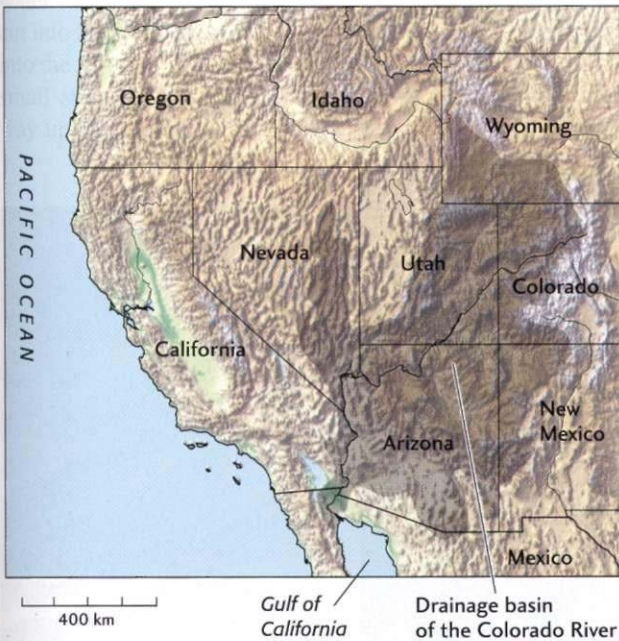 Oregon
Idaho
Wyoming
PACIFIC OCEAN
Nevada
Utah
Colorado
California
Arizona
New
Mexico
Mexico
400 km
Gulf of
California
Drainage basin
of the Colorado River